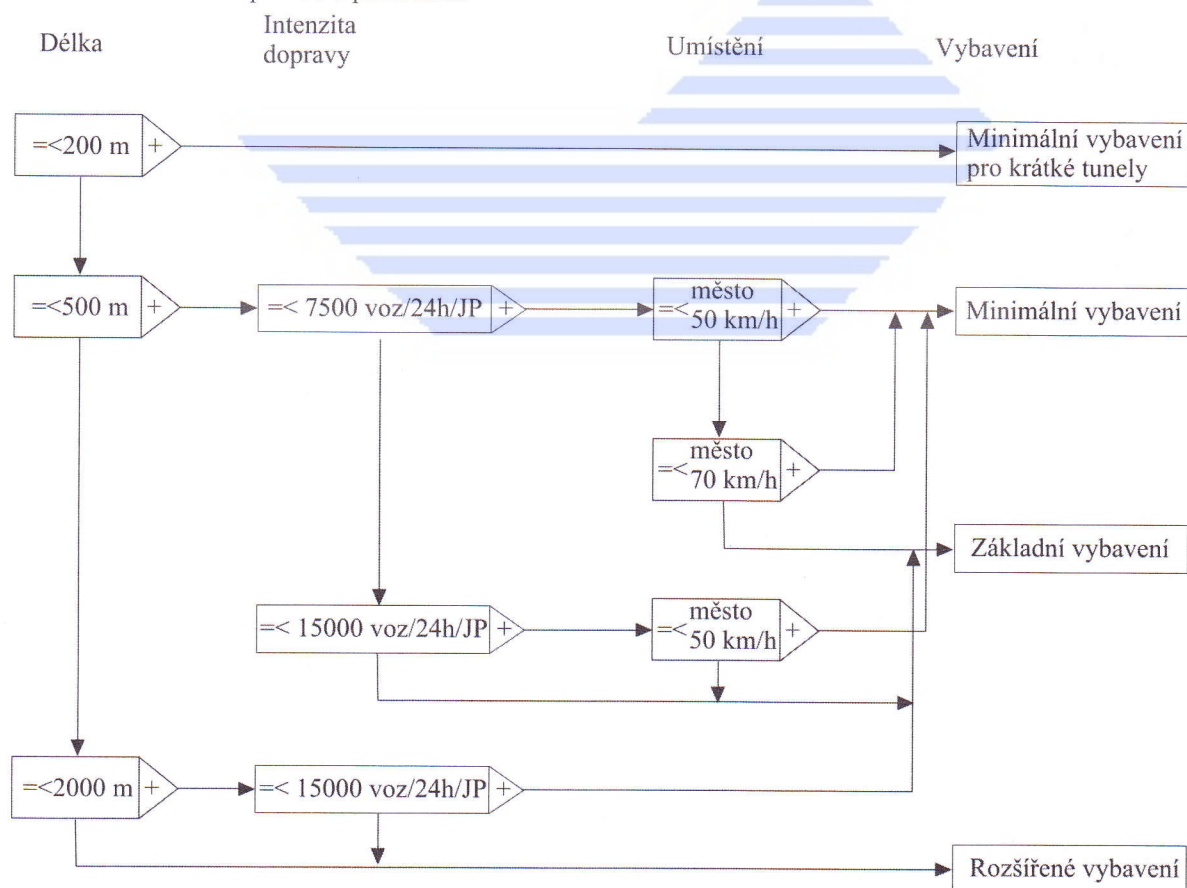 Délka
Intenzita
dopravy
Umístění
Vybavení
=<200 m
+
Minimální vybavení
pro krátké tunely
=<500 m
+
=< 7500 voz/24h/JP
+
=<
město
50 km/h
+
Minimální vybavení
=<
město
70 km/h
+
Základní vybavení
=< 15000 voz/24h/JP
+
=<
město
50 km/h
+
=<2000 m
+
=< 15000 voz/24h/JP
+
Rozšířené vybavení